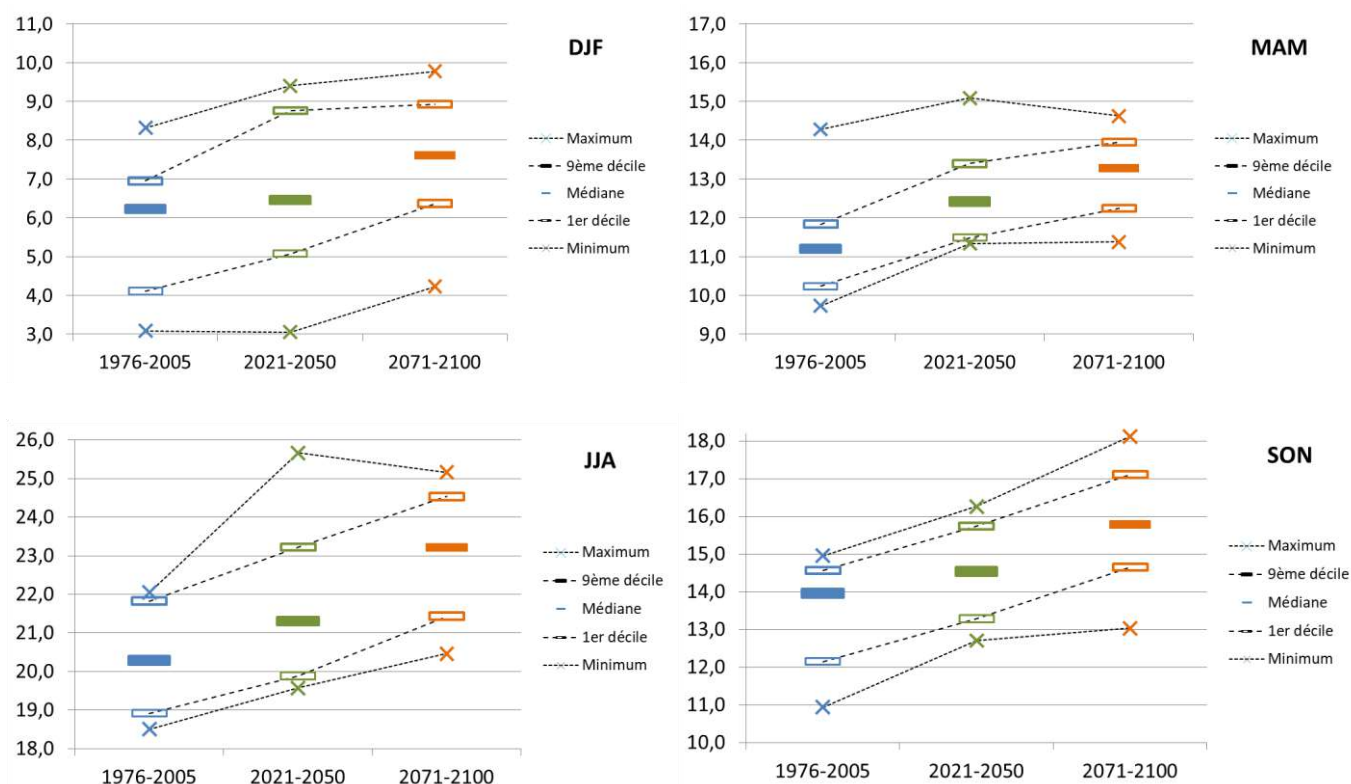 DJF
11,0
10,0
9,0
8,0
7,0
6,0
5,0
4,0
3,0
1976-2005 2021-2050 2071-2100
Maximum
9ème décile
Médiane
1er décile
Minimum
MAM
17,0
16,0
15,0
14,0
13,0
12,0
11,0
10,0
9,0
1976-2005 2021-2050 2071-2100
Maximum
9ème décile
Médiane
1er décile
Minimum
JJA
26,0
25,0
24,0
23,0
22,0
21,0
20,0
19,0
18,0
1976-2005 2021-2050 2071-2100
Maximum
9ème décile
Médiane
1er décile
Minimum
SON
18,0
17,0
16,0
15,0
14,0
13,0
12,0
11,0
10,0
1976-2005 2021-2050 2071-2100
Maximum
9ème décile
Médiane
1er décile
Minimum